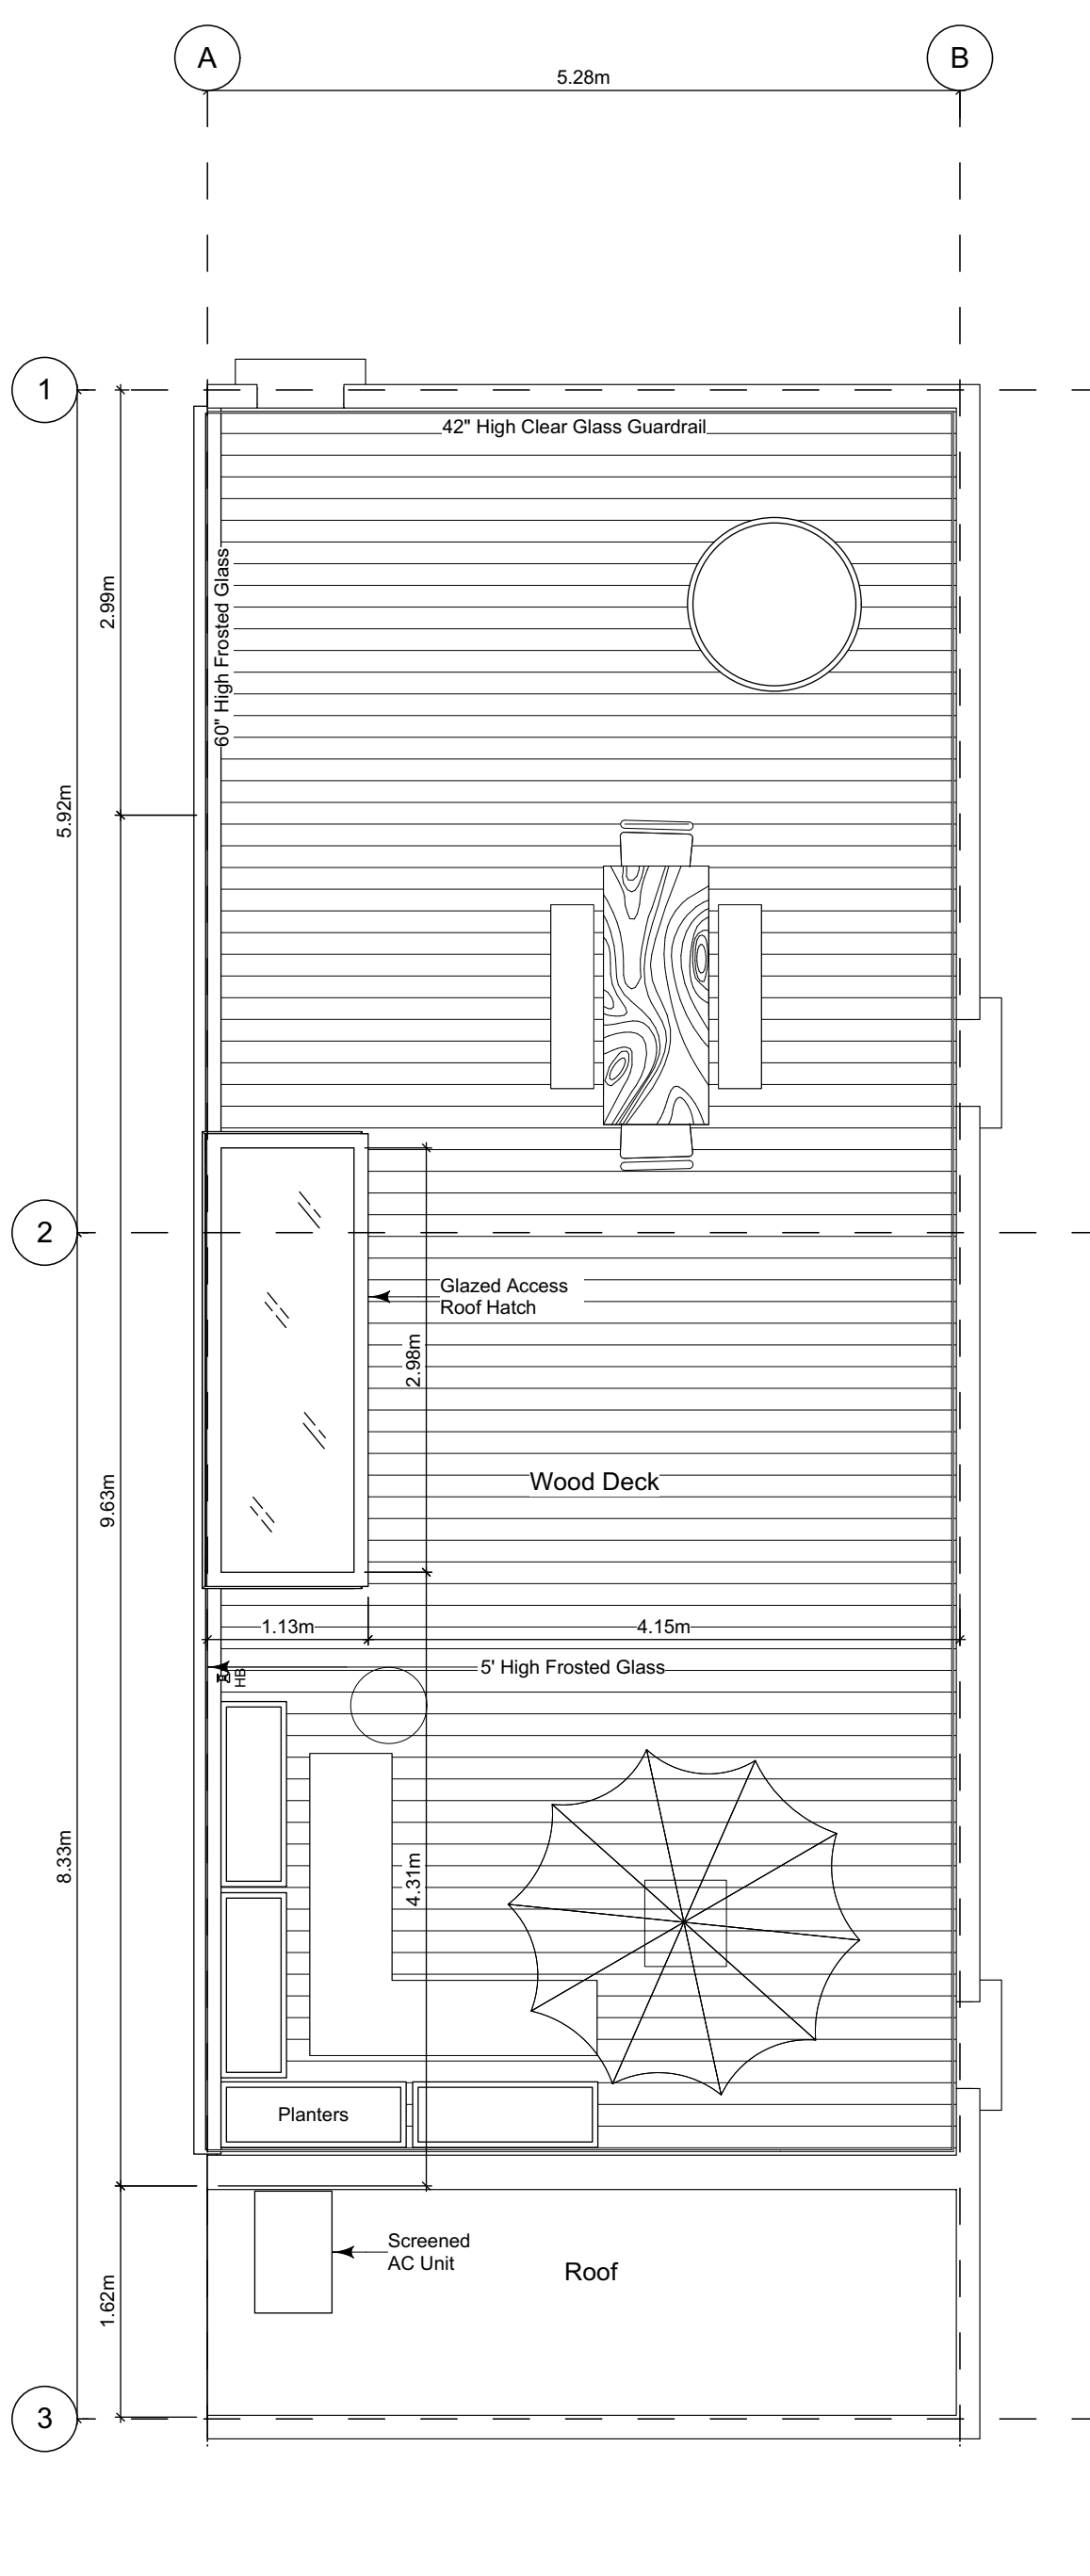 A
B
5.28m
1
42" High Clear Glass Guardrail
60" High Frosted Glass
2.99m
5.92m
2
Glazed Access
Roof Hatch
2.98m
9.63m
Wood Deck
1.13m
4.15m
5' High Frosted Glass
HB
8.33m
4.31m
Planters
Screened
AC Unit
Roof
1.62m
3